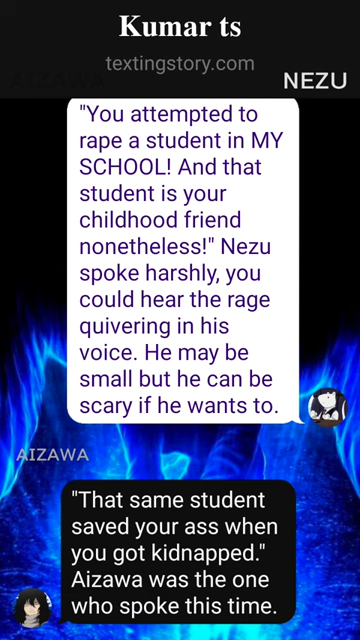 Kumar ts
textingstory.com
AIZAWA
NEZU
"You attempted to
rape a student in MY
SCHOOL! And that
student is your
childhood friend
nonetheless!" Nezu
spoke harshly, you
could hear the rage
quivering in his
voice. He may be
small but he can be
scary if he wants to.
AIZAWA
"That same student
saved your ass when
you got kidnapped."
Aizawa was the one
who spoke this time.